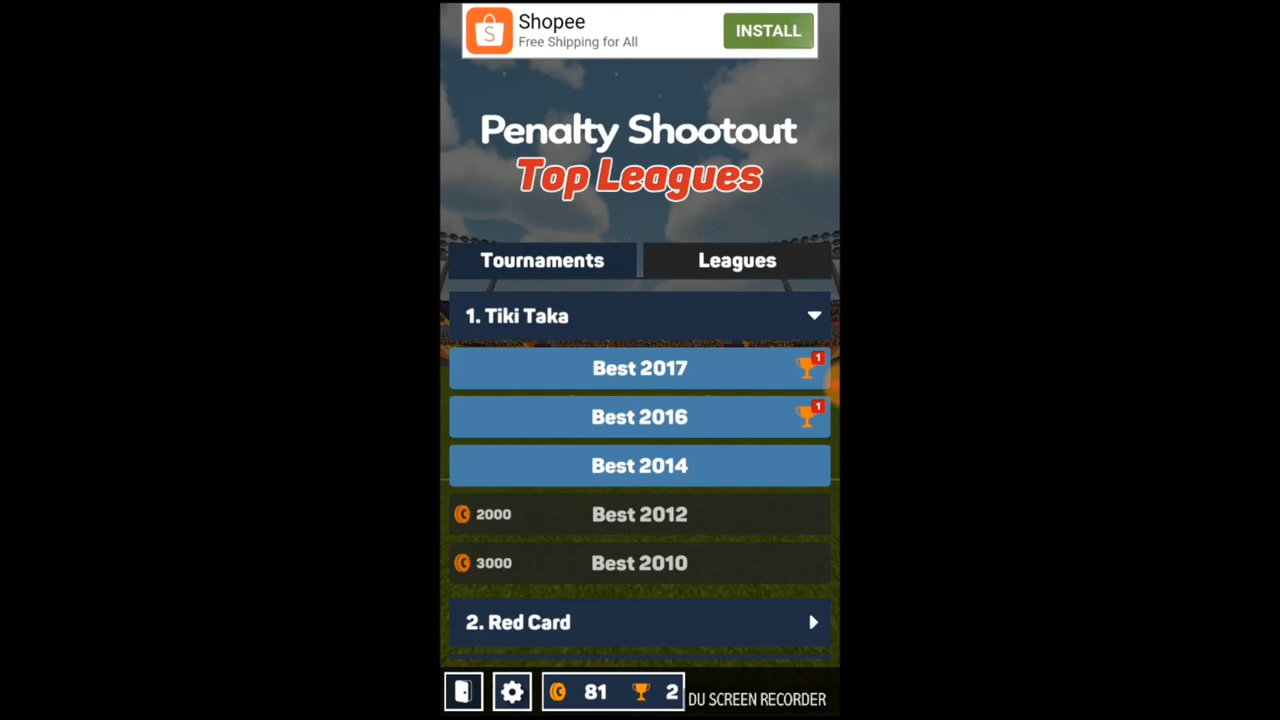 Shopee
Free Shipping for All
INSTALL
Penalty Shootout
Top Leagues
Tournaments
Leagues
1. Tiki Taka
Best 2017
1
Best 2016
1
Best 2014
2000
Best 2012
3000
Best 2010
2. Red Card
81
2
DU SCREEN RECORDER